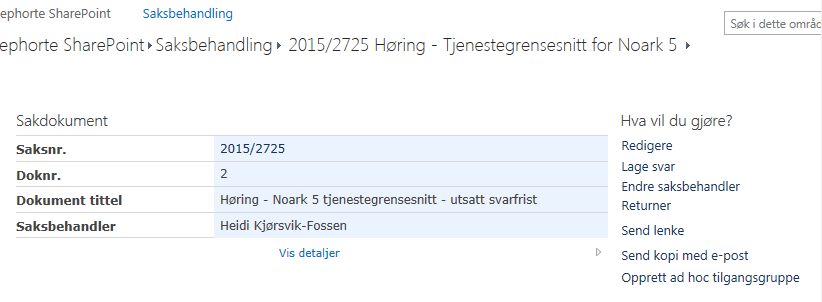 ephorte SharePoint Saksbehandling
Søk i dette områd
ephorte SharePoint Saksbehandling 2015/2725 Høring - Tjenestegrensesnitt for Noark 5
Sakdokument
Saksnr. 2015/2725
Doknr. 2
Dokument tittel Høring - Noark 5 tjenestegrensesnitt - utsatt svarfrist
Saksbehandler Heidi Kjørsvik-Fossen
Vis detaljer
Hva vil du gjøre?
Redigere
Lage svar
Endre saksbehandler
Returner
Send lenke
Send kopi med e-post
Opprett ad hoc tilgangsgruppe